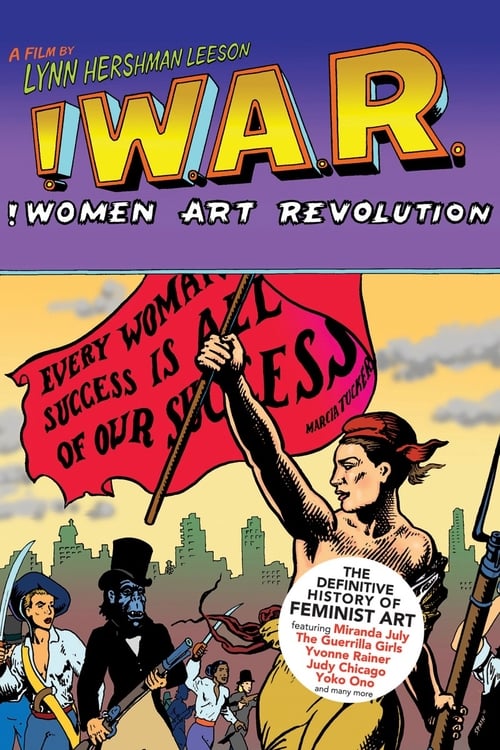 A FILM BY
LYNN HERSHMAN LEESON
!W.A.R.
!WOMEN ART REVOLUTION
EVERY WOMAN
SUCCESS IS ALL
OF OUR SUCCESS
MARCIA TUCKER
THE
DEFINITIVE
HISTORY OF
FEMINIST ART
featuring Miranda July
The Guerrilla Girls
Yvonne Rainer
Judy Chicago
Yoko Ono
and many more
SPAIN